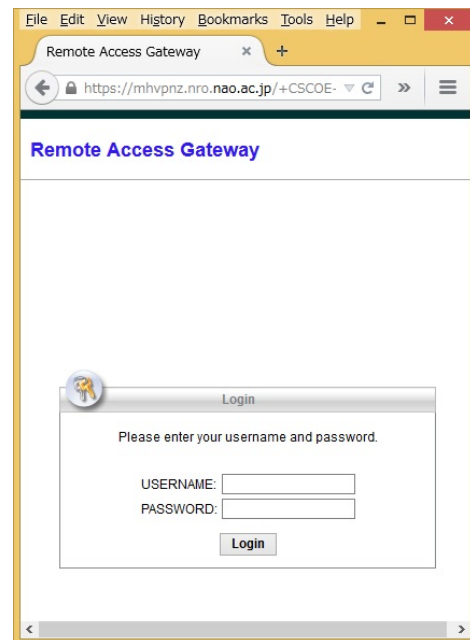 File Edit View History Bookmarks Tools Help
Remote Access Gateway
https://mhvpnz.nro.nao.ac.jp/+CSCOE-
Remote Access Gateway
Login
Please enter your username and password.
USERNAME:
PASSWORD:
Login